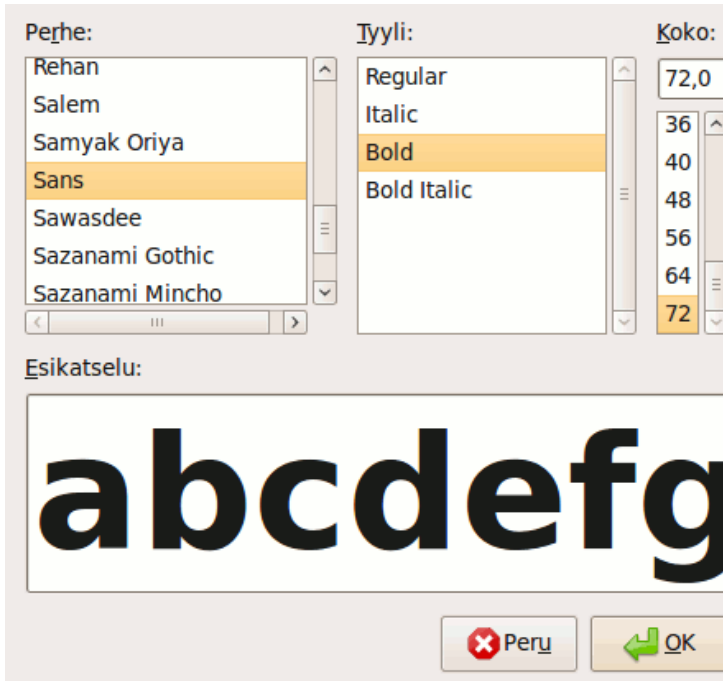 Perhe:
Rehan
Salem
Samyak Oriya
Sans
Sawasdee
Sazanami Gothic
Sazanami Mincho
Tyyli:
Regular
Italic
Bold
Bold Italic
Koko:
72,0
36
40
48
56
64
72
Esikatselu:
abcdefg
Peru
OK